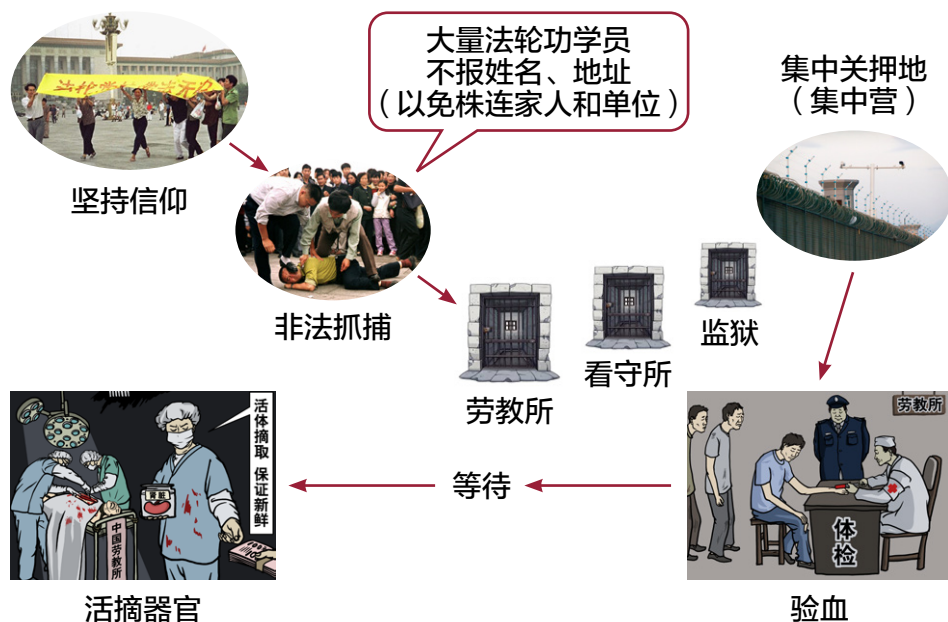 大量法轮功学员
不报姓名、地址
（以免株连家人和单位）
集中关押地
（集中营）
坚持信仰
非法抓捕
监狱
看守所
劳教所
活体摘取 保证新鲜
肾脏
中国劳教所
等待
劳教所
体检
活摘器官
验血